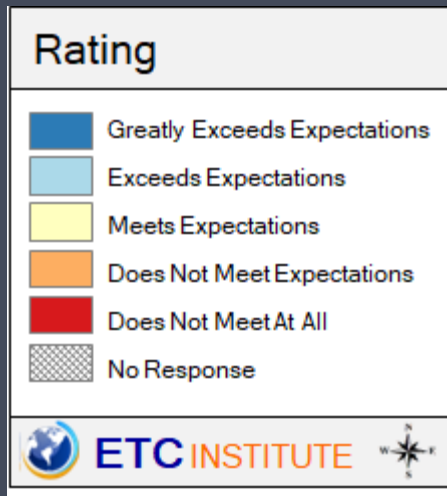 Rating
Greatly Exceeds Expectations
Exceeds Expectations
Meets Expectations
Does Not Meet Expectations
Does Not Meet At All
No Response
ETC INSTITUTE
N
W E
S